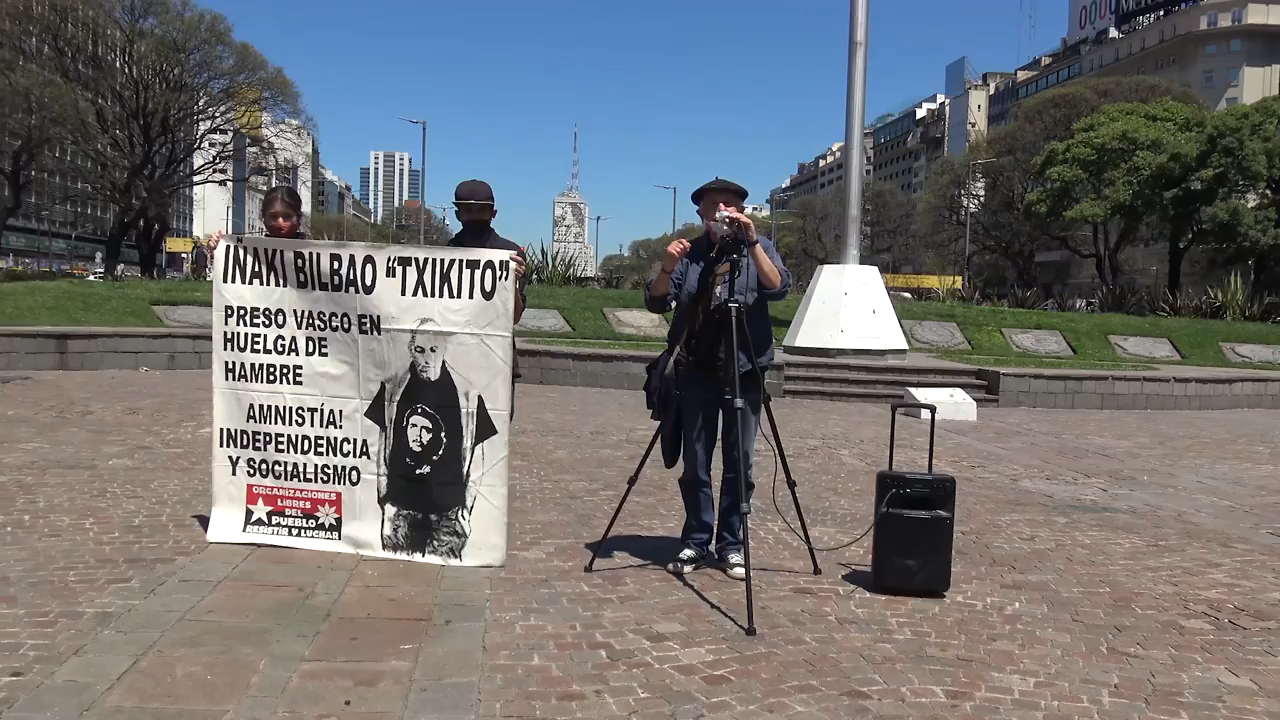 IÑAKI BILBAO "TXIKITO"
PRESO VASCO EN
HUELGA DE
HAMBRE
AMNISTÍA!
INDEPENDENCIA
Y SOCIALISMO
ORGANIZACIONES
LIBRES
DEL
PUEBLO
RESISTIR Y LUCHAR